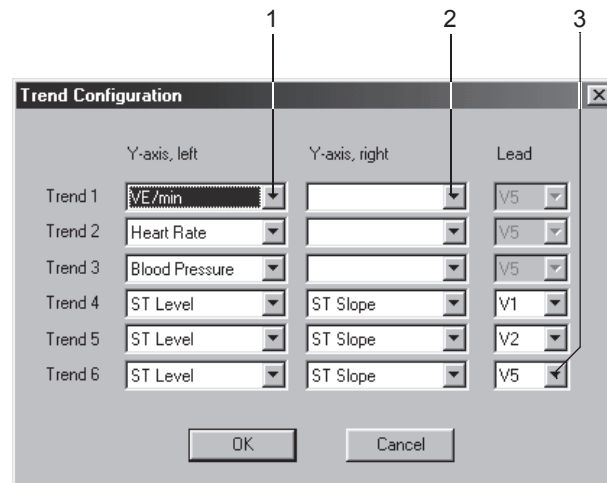 1 2 3
Trend Configuration
Y-axis, left Y-axis, right Lead
Trend 1 VE/min V5
Trend 2 Heart Rate V5
Trend 3 Blood Pressure V5
Trend 4 ST Level ST Slope V1
Trend 5 ST Level ST Slope V2
Trend 6 ST Level ST Slope V5
OK Cancel